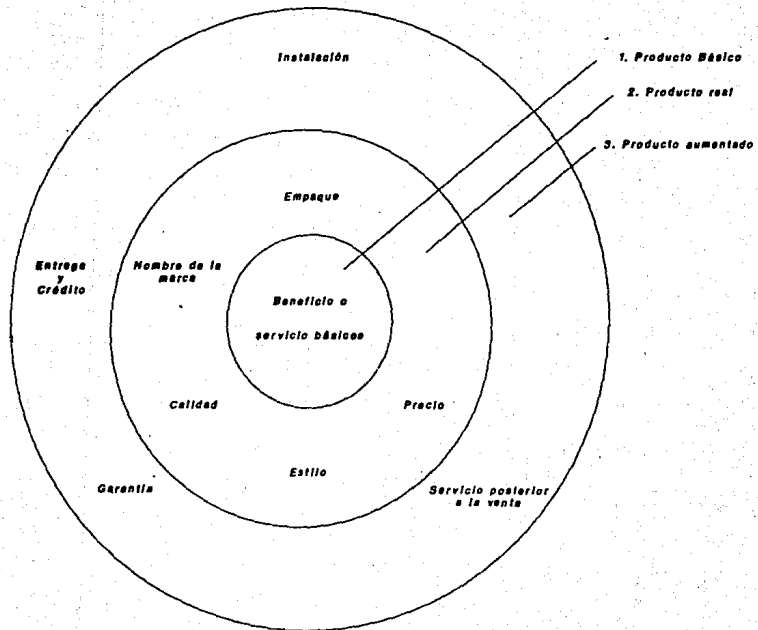 Instalación
1. Producto Básico
2. Producto real
3. Producto aumentado
Empaque
Entrega
y
Crédito
Nombre de la
marca
Beneficio o
servicio básicos
Calidad
Precio
Estilo
Garantía
Servicio posterior
a la venta